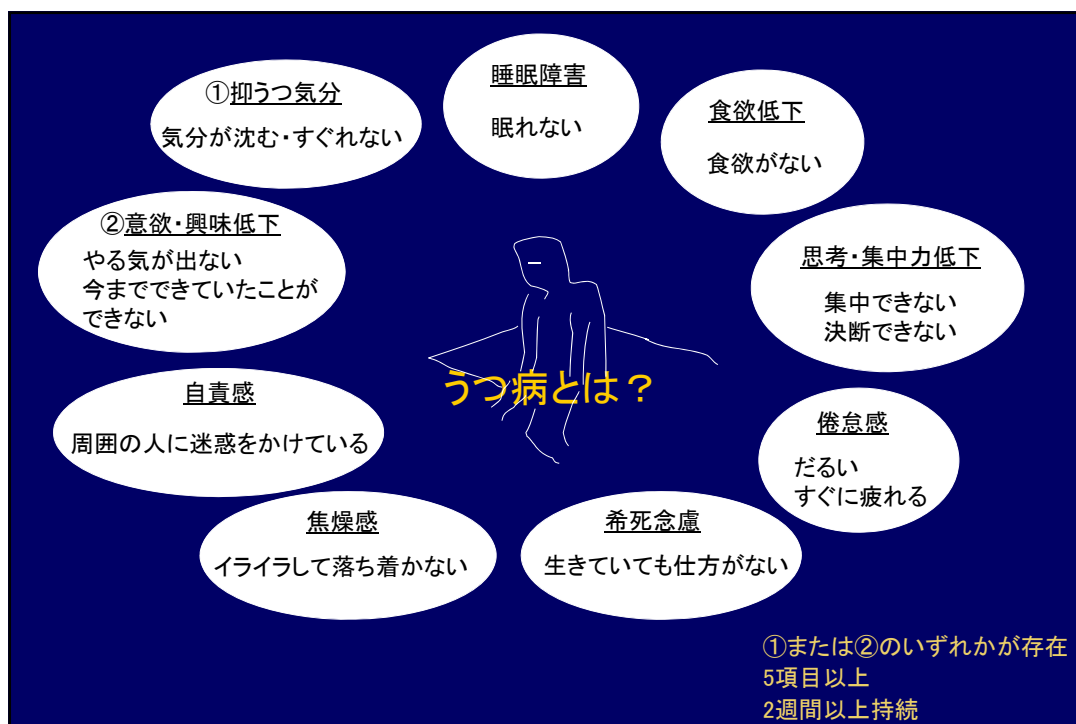 ①抑うつ気分
気分が沈む・すぐれない
睡眠障害
眠れない
食欲低下
食欲がない
②意欲・興味低下
やる気が出ない
今までできていたことが
できない
思考・集中力低下
集中できない
決断できない
うつ病とは？
自責感
周囲の人に迷惑をかけている
倦怠感
だるい
すぐに疲れる
焦燥感
イライラして落ち着かない
希死念慮
生きていても仕方がない
①または②のいずれかが存在
5項目以上
2週間以上持続